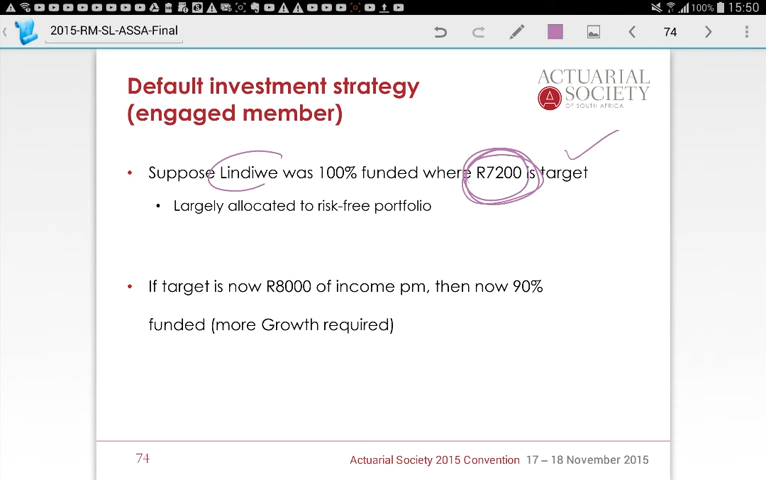 100% 15:50
2015-RM-SL-ASSA-Final
74
Default investment strategy
(engaged member)
ACTUARIAL
SOCIETY
OF SOUTH AFRICA
• Suppose Lindiwe was 100% funded where R7200 is target
• Largely allocated to risk-free portfolio
• If target is now R8000 of income pm, then now 90%
funded (more Growth required)
74
Actuarial Society 2015 Convention 17 – 18 November 2015